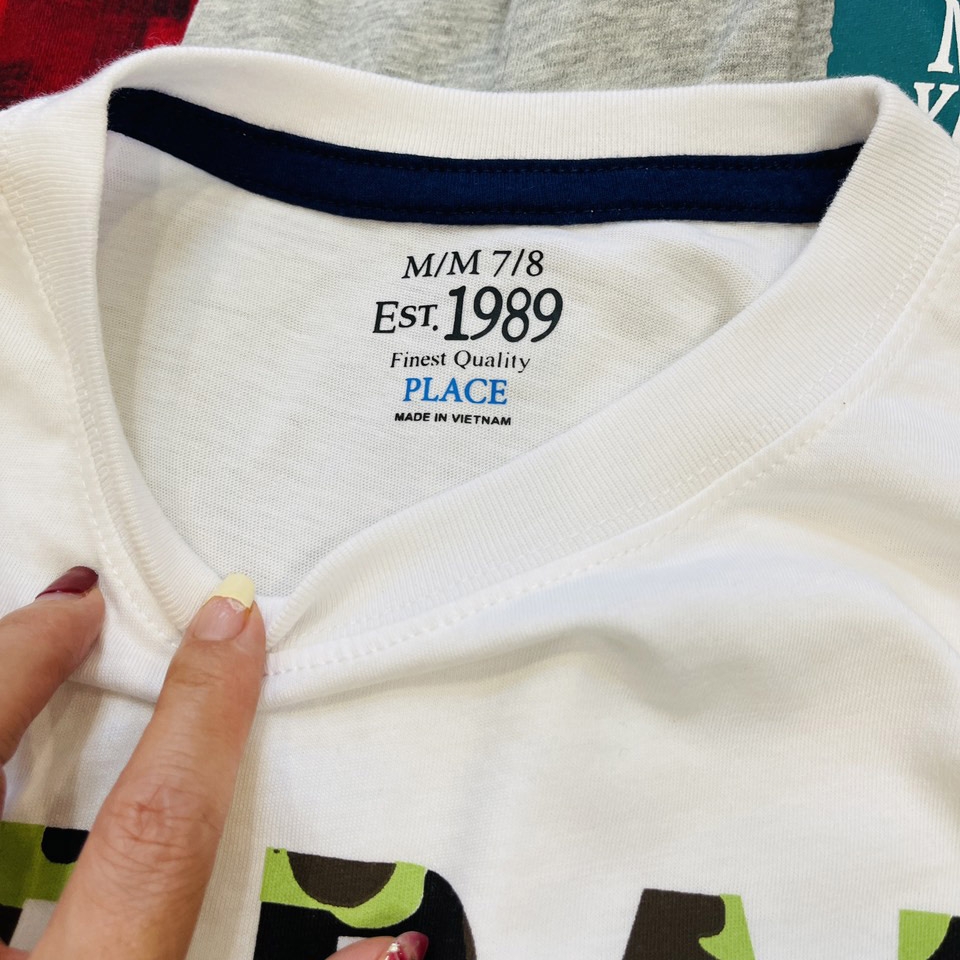 M/M 7/8
EST. 1989
Finest Quality
PLACE
MADE IN VIETNAM